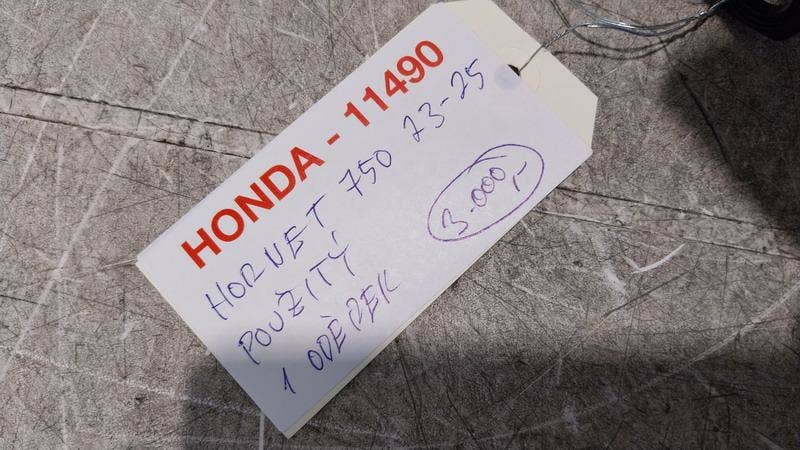 HONDA - 11490
HORNET 750 23-25
POUŽITÝ
1 ODĚREK
3.000,-